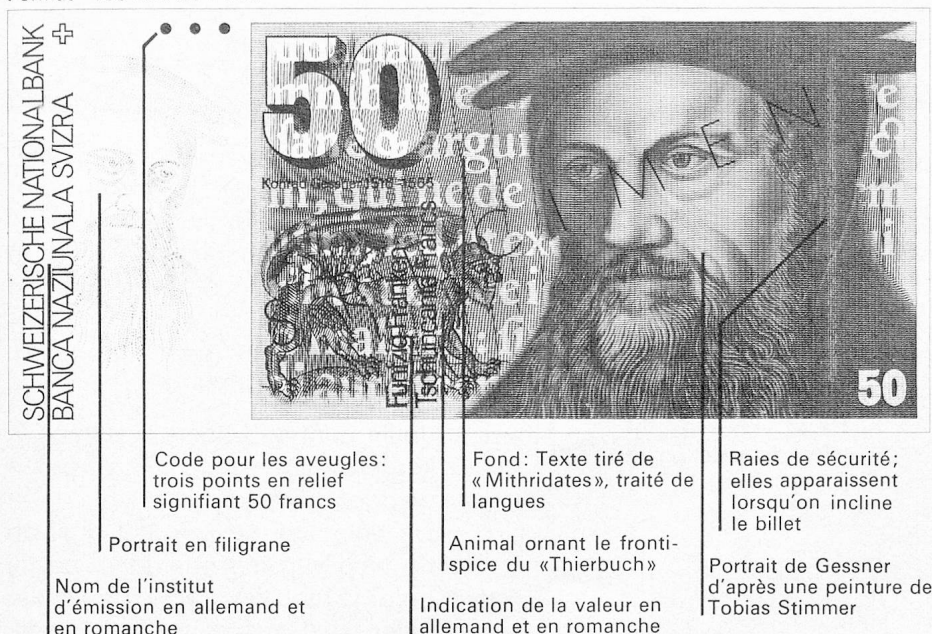 SCHWEIZERISCHE NATIONALBANK
BANCA NAZIUNALA SVIZRA
50
Konrad Gessner 1516–1565
Fünfzig Franken
Tschuncanta Francs
IMEN
50
Code pour les aveugles:
trois points en relief
signifiant 50 francs
Portrait en filigrane
Nom de l'institut
d'émission en allemand et
en romanche
Fond: Texte tiré de
«Mithridates», traité de
langues
Animal ornant le fronti-
spice du «Thierbuch»
Indication de la valeur en
allemand et en romanche
Raies de sécurité;
elles apparaissent
lorsqu'on incline
le billet
Portrait de Gessner
d'après une peinture de
Tobias Stimmer